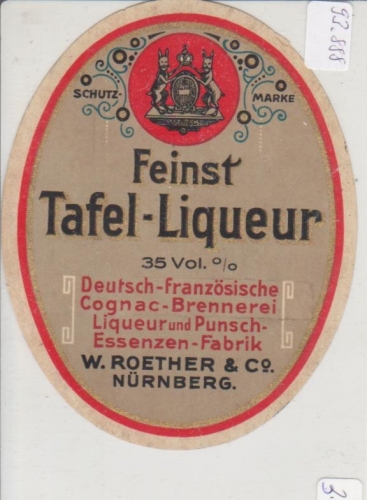 92.888
SCHUTZ-
MARKE
Feinst
Tafel-Liqueur
35 Vol. %
Deutsch-Französische
Cognac-Brennerei
Liqueur und Punsch-
Essenzen-Fabrik
W. ROETHER & Co.
NÜRNBERG.